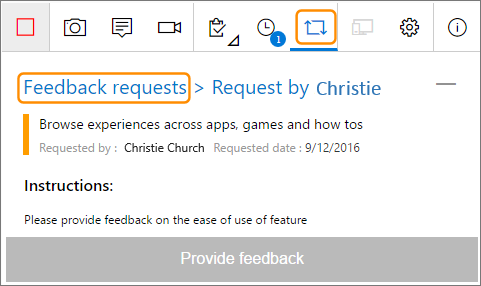 1
Feedback requests > Request by Christie
Browse experiences across apps, games and how tos
Requested by : Christie Church Requested date : 9/12/2016
Instructions:
Please provide feedback on the ease of use of feature
Provide feedback